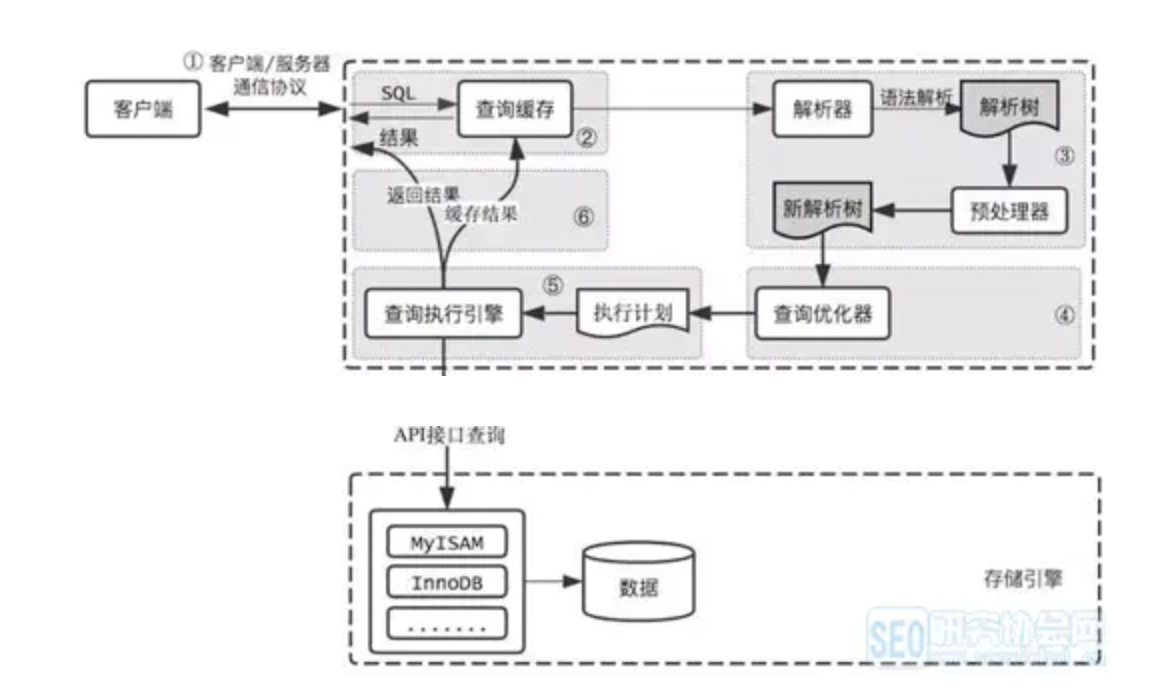 ① 客户端/服务器
通信协议
客户端
SQL
查询缓存
结果
②
解析器
语法解析
解析树
③
返回结果
缓存结果
⑥
新解析树
预处理器
⑤
查询执行引擎
执行计划
查询优化器
④
API接口查询
MyISAM
InnoDB
.......
数据
存储引擎
SEO研究协会网